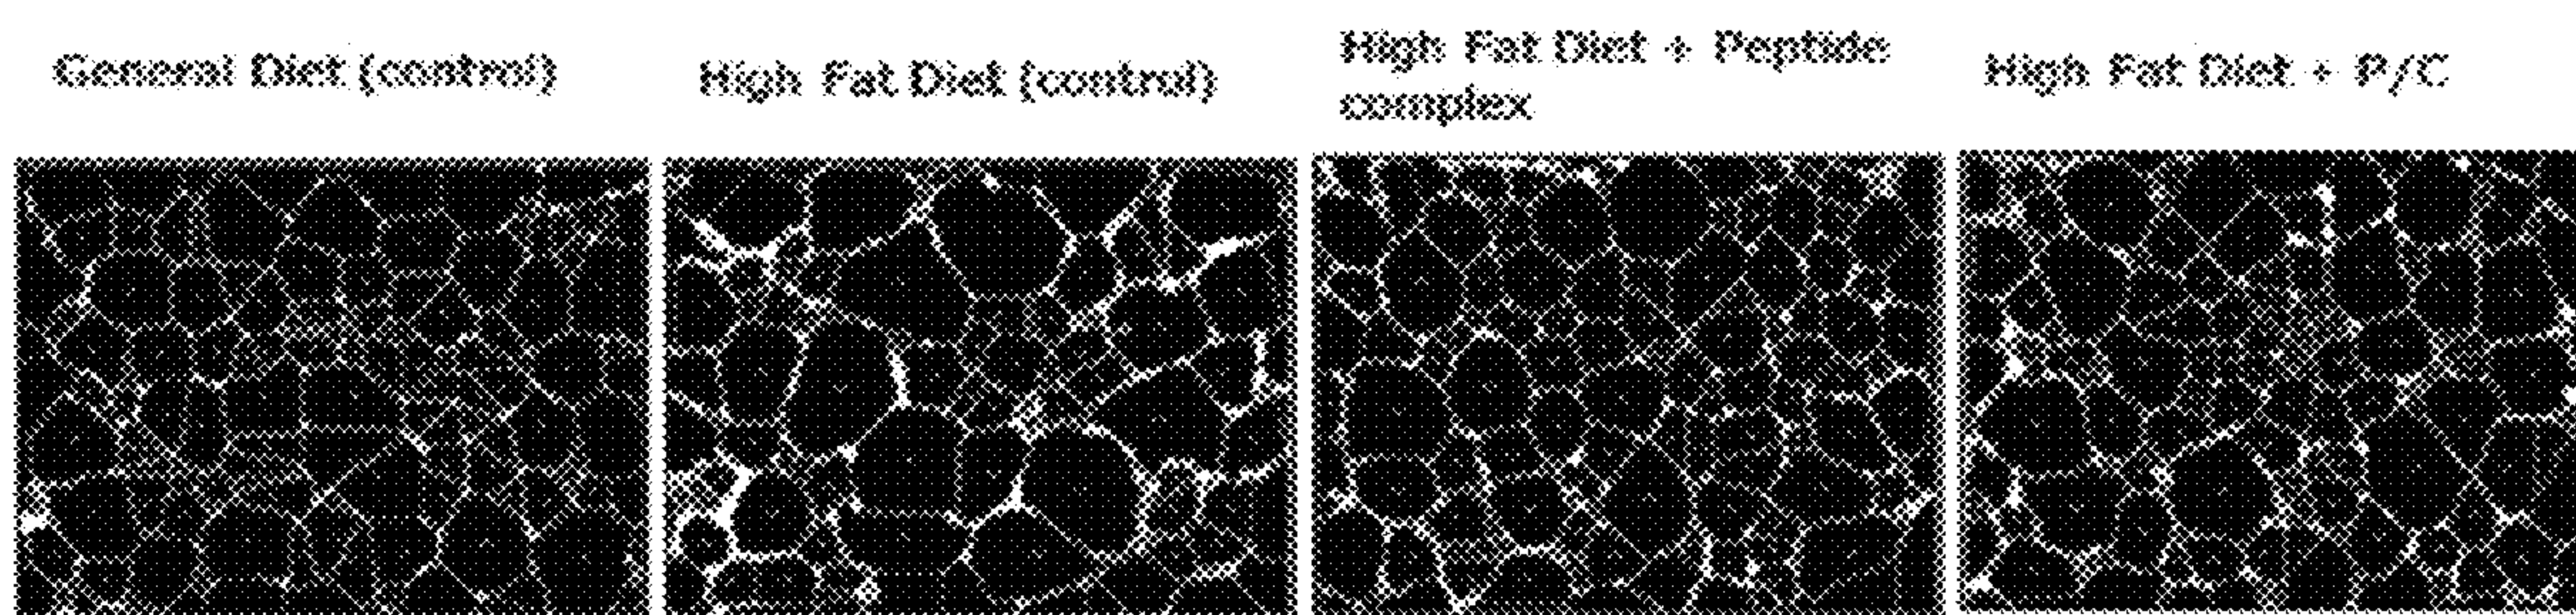 General Diet (control)
High Fat Diet (control)
High Fat Diet + Peptide
complex
High Fat Diet + P/C